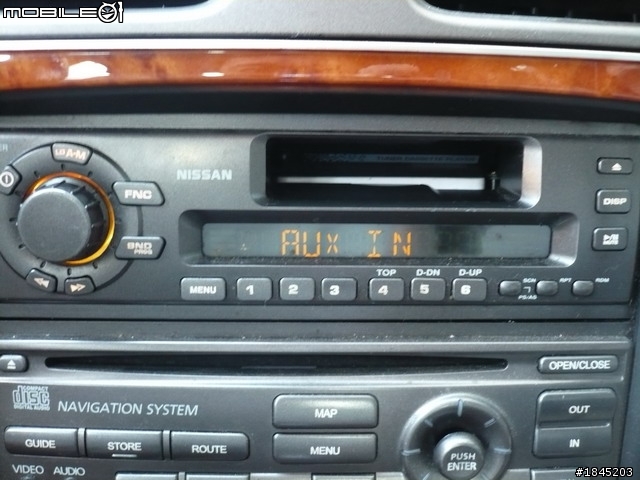 MOBILE01
A-M
NISSAN
FNC
DISP
AUX IN
BND
PROG
TOP D-DN D-UP
MENU 1 2 3 4 5 6
SCN RPT RDM
PS/AS
OPEN/CLOSE
COMPACT
disc
DIGITAL AUDIO
NAVIGATION SYSTEM
MAP
OUT
GUIDE STORE ROUTE MENU
PUSH
ENTER
IN
VIDEO AUDIO
#1845203